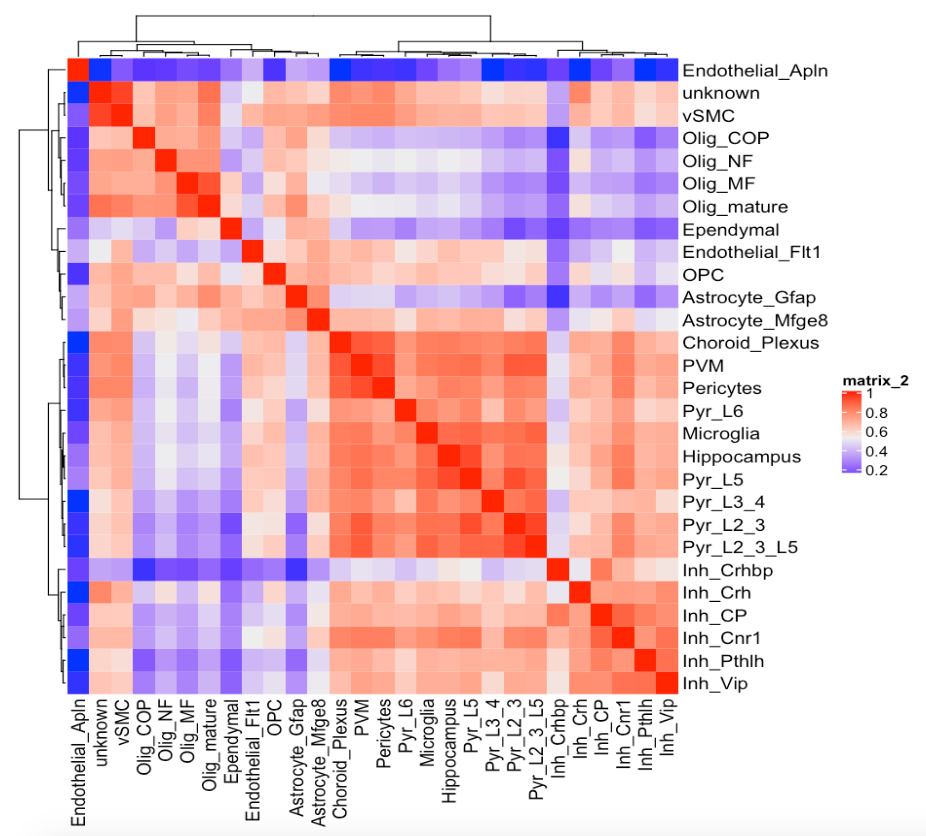 Endothelial_Apln
unknown
vSMC
Olig_COP
Olig_NF
Olig_MF
Olig_mature
Ependymal
Endothelial_Flt1
OPC
Astrocyte_Gfap
Astrocyte_Mfge8
Choroid_Plexus
PVM
Pericytes
Pyr_L6
Microglia
Hippocampus
Pyr_L5
Pyr_L3_4
Pyr_L2_3
Pyr_L2_3_L5
Inh_Crhbp
Inh_Crh
Inh_CP
Inh_Cnr1
Inh_Pthlh
Inh_Vip
matrix_2
1
0.8
0.6
0.4
0.2
Endothelial_Apln
unknown
vSMC
Olig_COP
Olig_NF
Olig_MF
Olig_mature
Ependymal
Endothelial_Flt1
OPC
Astrocyte_Gfap
Astrocyte_Mfge8
Choroid_Plexus
PVM
Pericytes
Pyr_L6
Microglia
Hippocampus
Pyr_L5
Pyr_L3_4
Pyr_L2_3
Pyr_L2_3_L5
Inh_Crhbp
Inh_Crh
Inh_CP
Inh_Cnr1
Inh_Pthlh
Inh_Vip